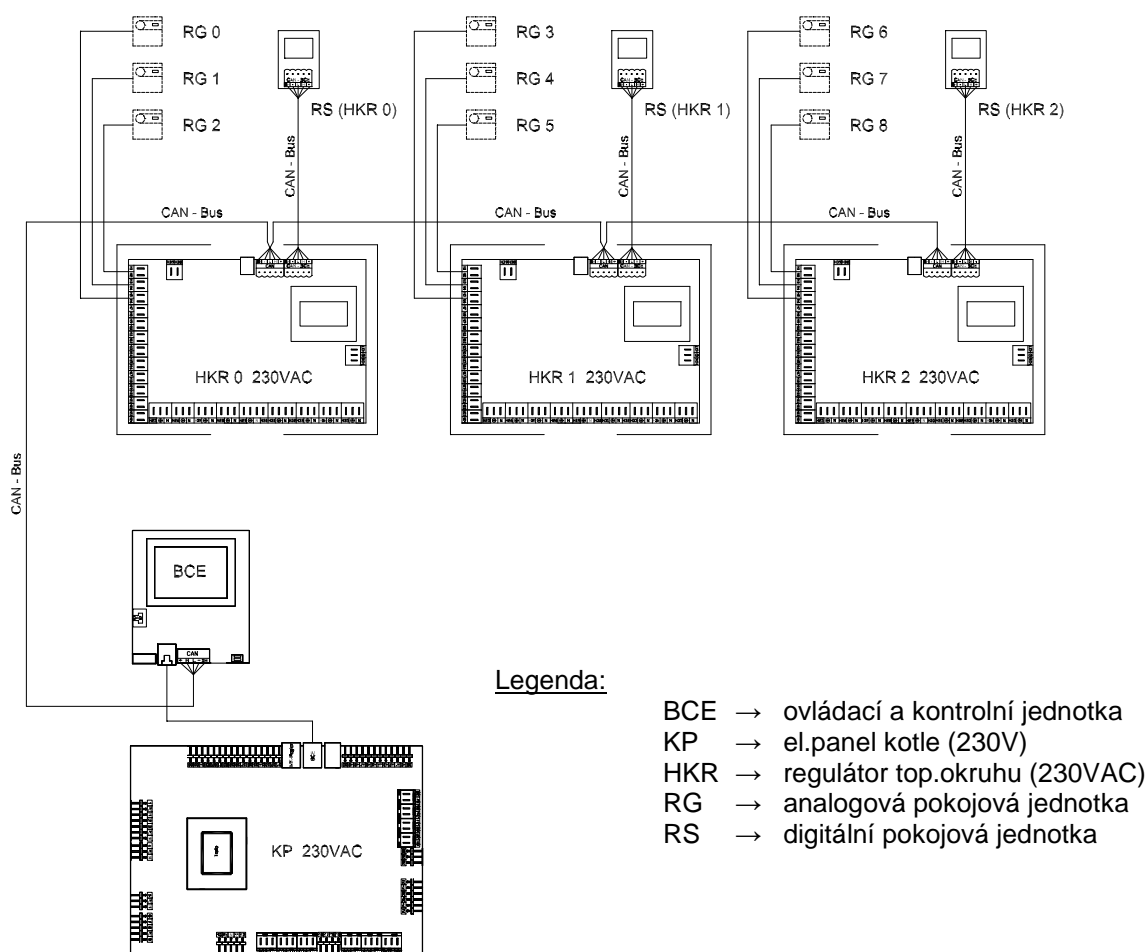 RG 0
RG 1
RG 2
RS (HKR 0)
CAN - Bus
RG 3
RG 4
RG 5
RS (HKR 1)
CAN - Bus
RG 6
RG 7
RG 8
RS (HKR 2)
CAN - Bus
CAN - Bus
CAN - Bus
CAN - Bus
CAN
CAN
CAN
HKR 0 230VAC
HKR 1 230VAC
HKR 2 230VAC
CAN - Bus
BCE
CAN
KP 230VAC
Legenda:
BCE → ovládací a kontrolní jednotka
KP → el.panel kotle (230V)
HKR → regulátor top.okruhu (230VAC)
RG → analogová pokojová jednotka
RS → digitální pokojová jednotka